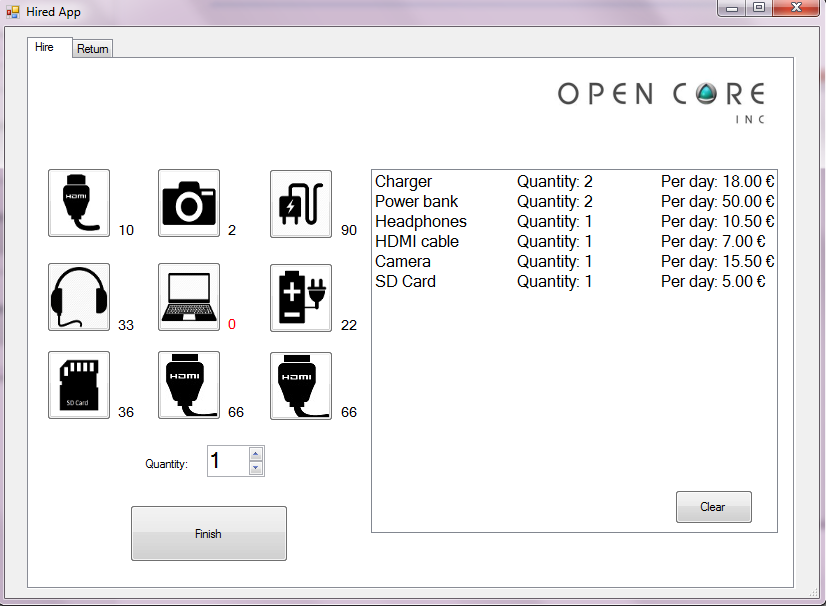 Hired App
Hire Return
OPEN CORE
INC
HDMI 10 2 90
33 0 22
SD Card 36 HDMI 66 HDMI 66
Charger Quantity: 2 Per day: 18.00 €
Power bank Quantity: 2 Per day: 50.00 €
Headphones Quantity: 1 Per day: 10.50 €
HDMI cable Quantity: 1 Per day: 7.00 €
Camera Quantity: 1 Per day: 15.50 €
SD Card Quantity: 1 Per day: 5.00 €
Quantity: 1
Clear
Finish